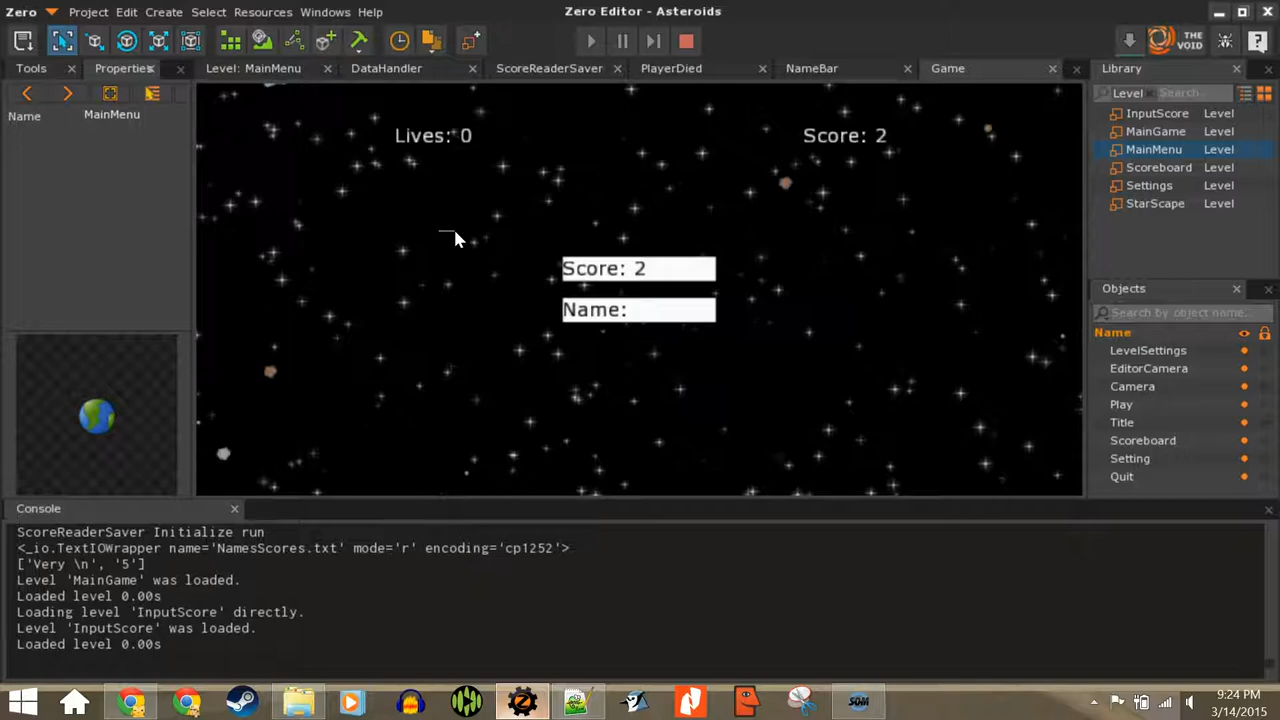 Zero Project Edit Create Select Resources Windows Help
Zero Editor - Asteroids
THE VOID
Tools
Properties
Level: MainMenu
DataHandler
ScoreReaderSaver
PlayerDied
NameBar
Game
Library
Level Search...
Name MainMenu
InputScore Level
MainGame Level
MainMenu Level
Scoreboard Level
Settings Level
StarScape Level
Lives: 0
Score: 2
Score: 2
Name:
Objects
Search by object name...
Name
LevelSettings
EditorCamera
Camera
Play
Title
Scoreboard
Setting
Quit
Console
ScoreReaderSaver Initialize run
<_io.TextIOWrapper name='NamesScores.txt' mode='r' encoding='cp1252'>
['Very \n', '5']
Level 'MainGame' was loaded.
Loaded level 0.00s
Loading level 'InputScore' directly.
Level 'InputScore' was loaded.
Loaded level 0.00s
SOM
9:24 PM
3/14/2015